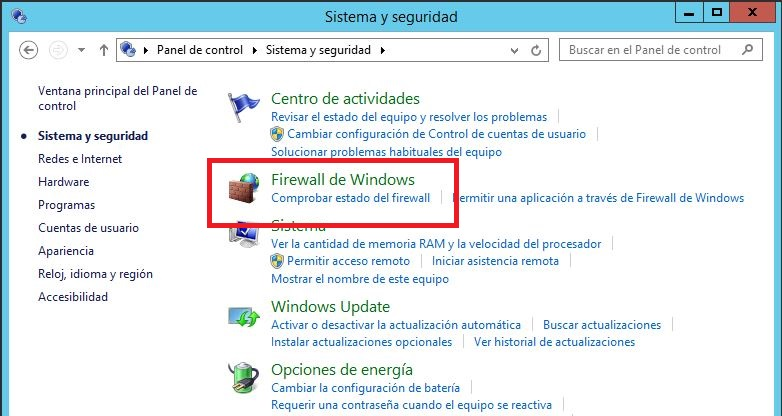 Sistema y seguridad
Panel de control Sistema y seguridad
Buscar en el Panel de control
Ventana principal del Panel de
control
Sistema y seguridad
Redes e Internet
Hardware
Programas
Cuentas de usuario
Apariencia
Reloj, idioma y región
Accesibilidad
Centro de actividades
Revisar el estado del equipo y resolver los problemas
Cambiar configuración de Control de cuentas de usuario
Solucionar problemas habituales del equipo
Firewall de Windows
Comprobar estado del firewall Permitir una aplicación a través de Firewall de Windows
Sistema
Ver la cantidad de memoria RAM y la velocidad del procesador
Permitir acceso remoto Iniciar asistencia remota
Mostrar el nombre de este equipo
Windows Update
Activar o desactivar la actualización automática Buscar actualizaciones
Instalar actualizaciones opcionales Ver historial de actualizaciones
Opciones de energía
Cambiar la configuración de batería
Requerir una contraseña cuando el equipo se reactiva